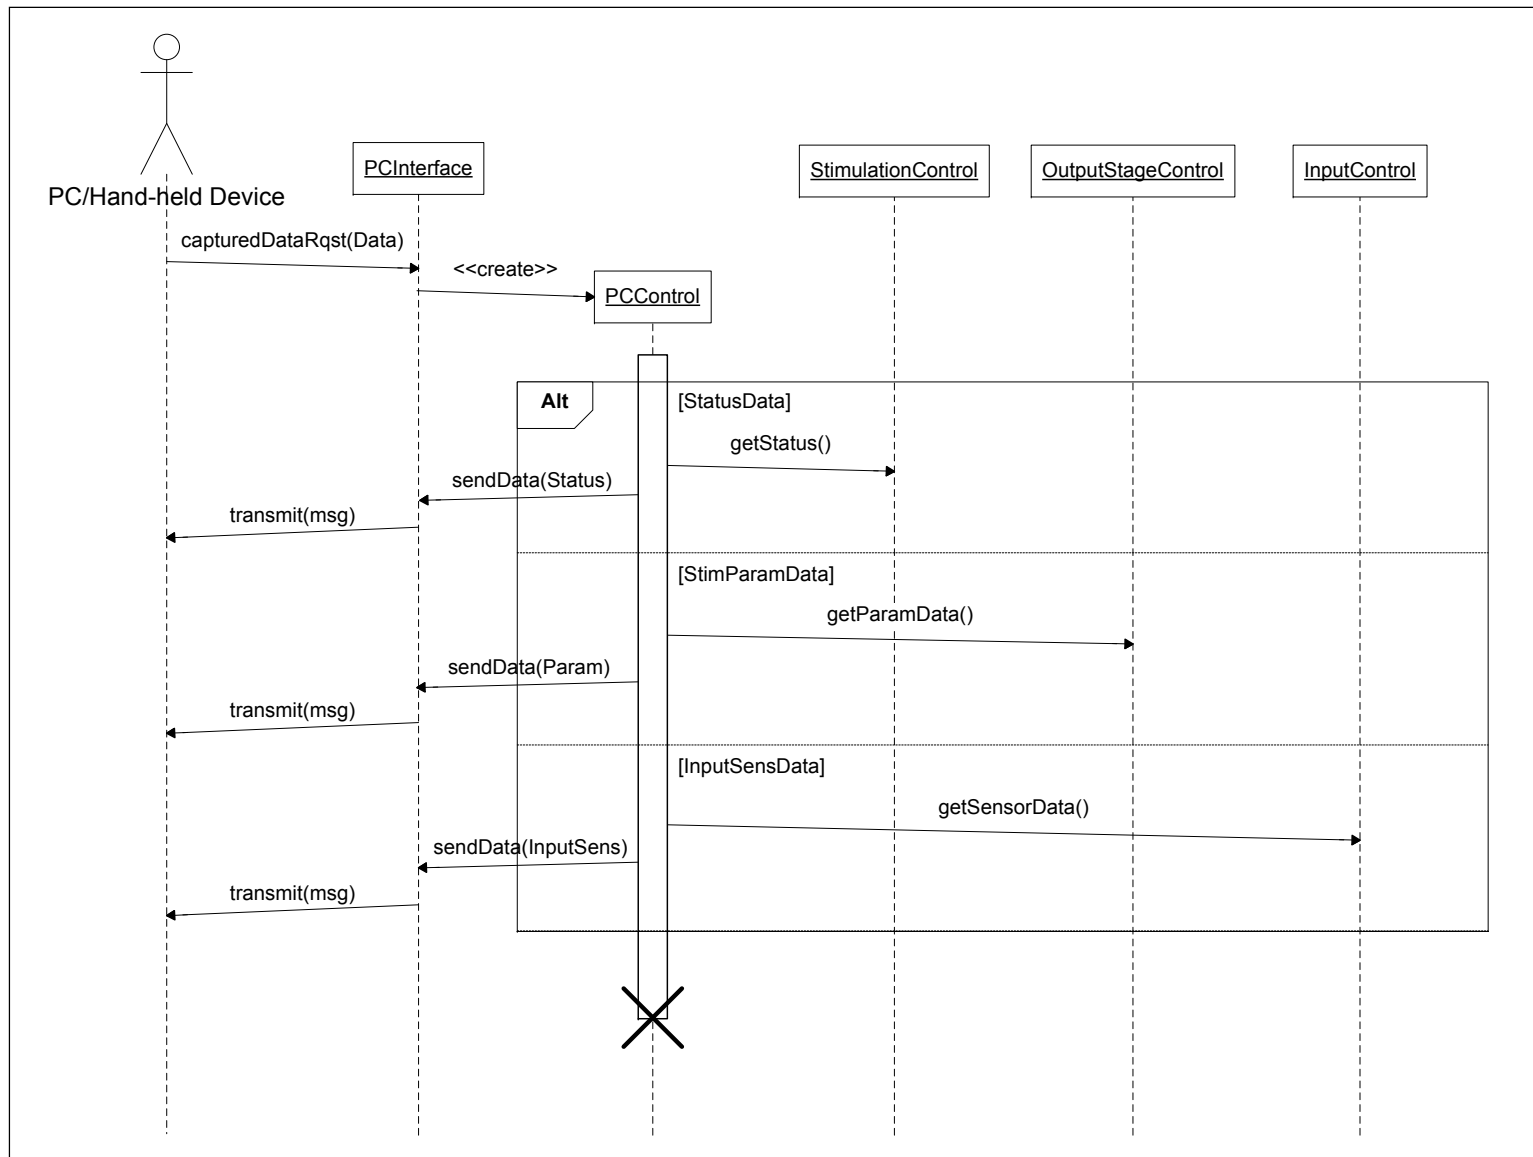 PC/Hand-held Device
PCInterface
StimulationControl
OutputStageControl
InputControl
capturedDataRqst(Data)
<<create>>
PCControl
Alt
[StatusData]
getStatus()
sendData(Status)
transmit(msg)
[StimParamData]
getParamData()
sendData(Param)
transmit(msg)
[InputSensData]
getSensorData()
sendData(InputSens)
transmit(msg)